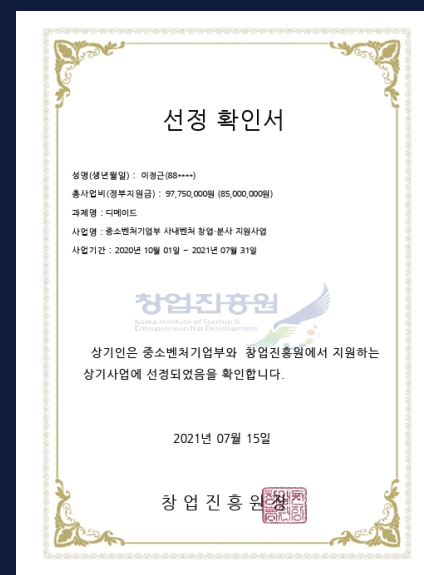 선정 확인서
성명(생년월일) : 이정근(88****)
총사업비(정부지원금) : 97,750,000원 (85,000,000원)
과제명 : 디메이드
사업명 : 중소벤처기업부 사내벤처 창업·분사 지원사업
사업기간 : 2020년 10월 01일 ~ 2021년 07월 31일
창업진흥원
Korea Institute of Startup &
Entrepreneurship Development
상기인은 중소벤처기업부와 창업진흥원에서 지원하는
상기사업에 선정되었음을 확인합니다.
2021년 07월 15일
창업진흥원장